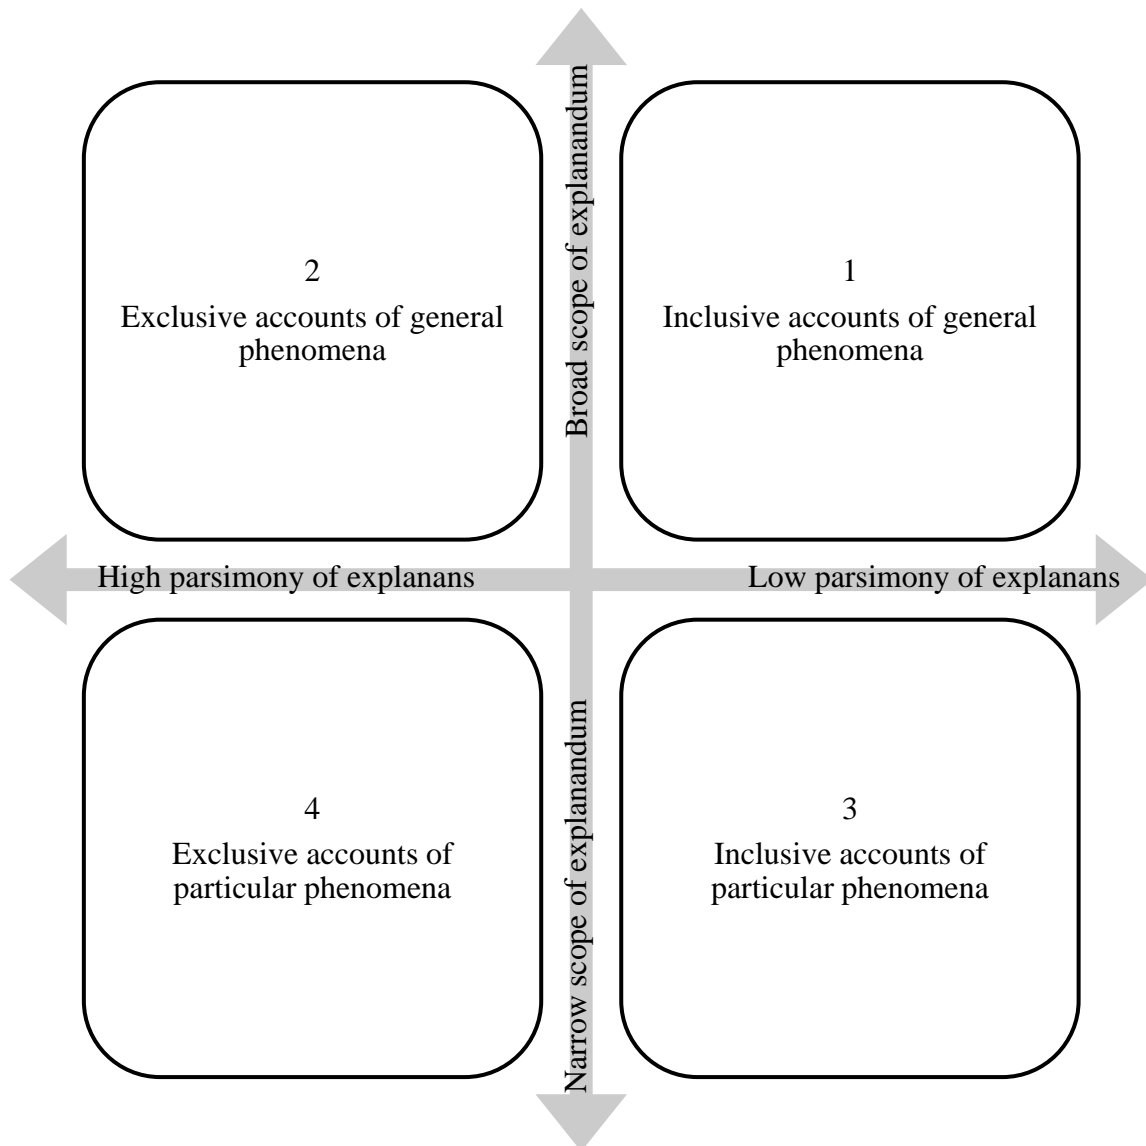 Broad scope of explanandum
2
Exclusive accounts of general
phenomena
1
Inclusive accounts of general
phenomena
High parsimony of explanans
Low parsimony of explanans
4
Exclusive accounts of
particular phenomena
3
Inclusive accounts of
particular phenomena
Narrow scope of explanandum